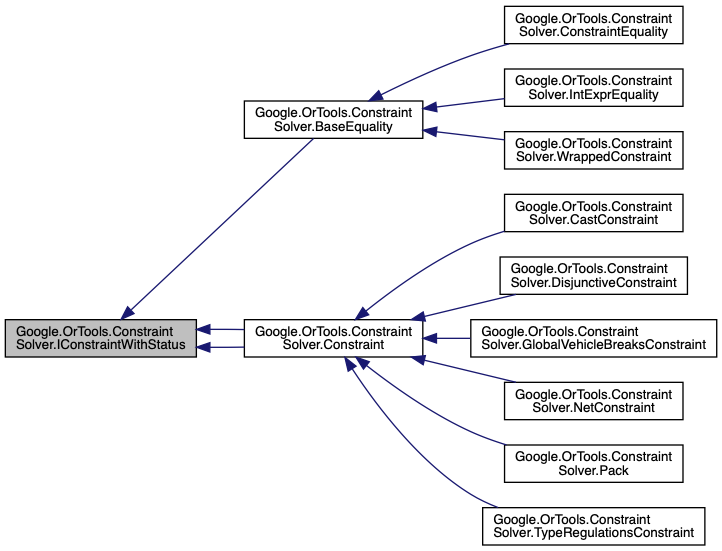 Google.OrTools.Constraint
Solver.ConstraintEquality
Google.OrTools.Constraint
Solver.IntExprEquality
Google.OrTools.Constraint
Solver.BaseEquality
Google.OrTools.Constraint
Solver.WrappedConstraint
Google.OrTools.Constraint
Solver.CastConstraint
Google.OrTools.Constraint
Solver.DisjunctiveConstraint
Google.OrTools.Constraint
Solver.IConstraintWithStatus
Google.OrTools.Constraint
Solver.Constraint
Google.OrTools.Constraint
Solver.GlobalVehicleBreaksConstraint
Google.OrTools.Constraint
Solver.NetConstraint
Google.OrTools.Constraint
Solver.Pack
Google.OrTools.Constraint
Solver.TypeRegulationsConstraint